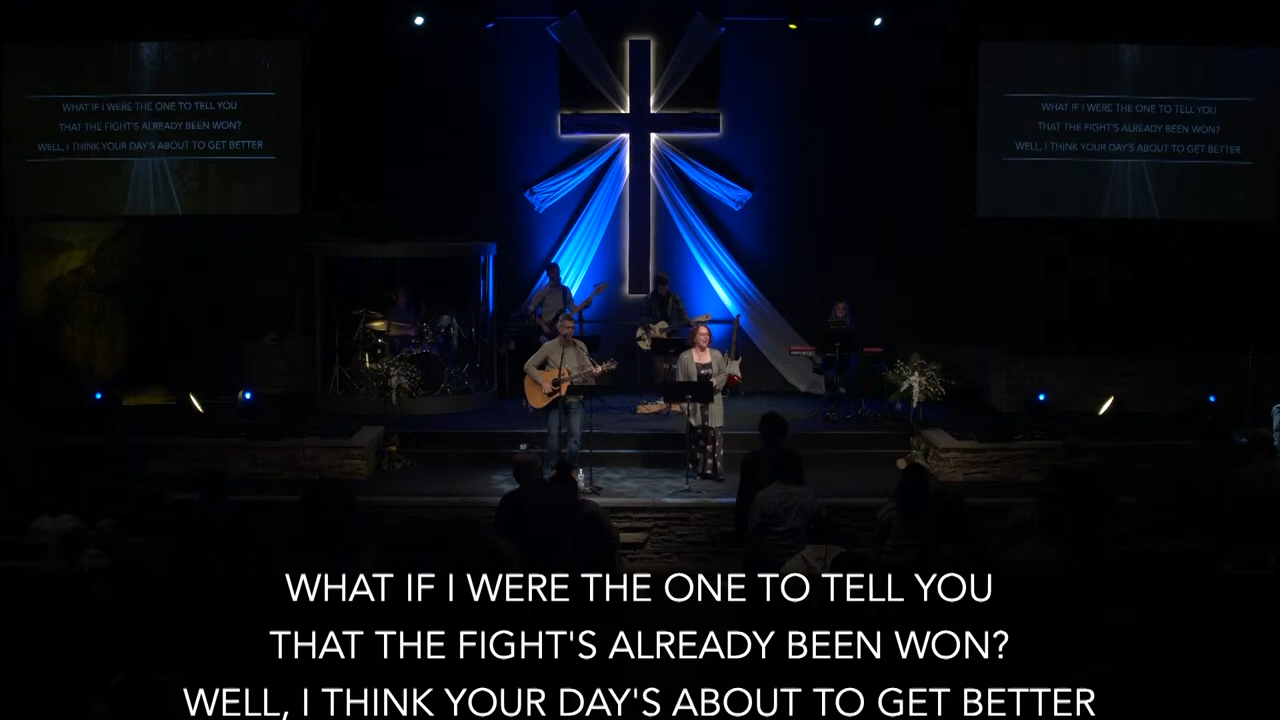 WHAT IF I WERE THE ONE TO TELL YOU
THAT THE FIGHT'S ALREADY BEEN WON?
WELL, I THINK YOUR DAY'S ABOUT TO GET BETTER
WHAT IF I WERE THE ONE TO TELL YOU
THAT THE FIGHT'S ALREADY BEEN WON?
WELL, I THINK YOUR DAY'S ABOUT TO GET BETTER
WHAT IF I WERE THE ONE TO TELL YOU
THAT THE FIGHT'S ALREADY BEEN WON?
WELL, I THINK YOUR DAY'S ABOUT TO GET BETTER